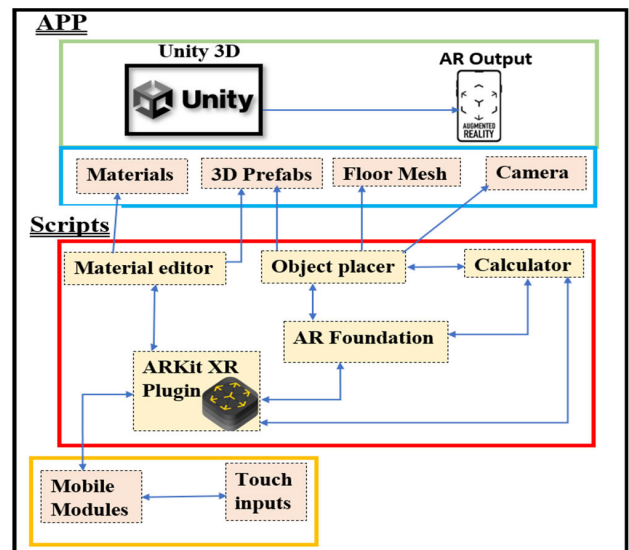 APP
Unity 3D
AR Output
Unity
AUGMENTED
REALITY
Materials
3D Prefabs
Floor Mesh
Camera
Scripts
Material editor
Object placer
Calculator
AR Foundation
ARKit XR
Plugin
Mobile
Modules
Touch
inputs